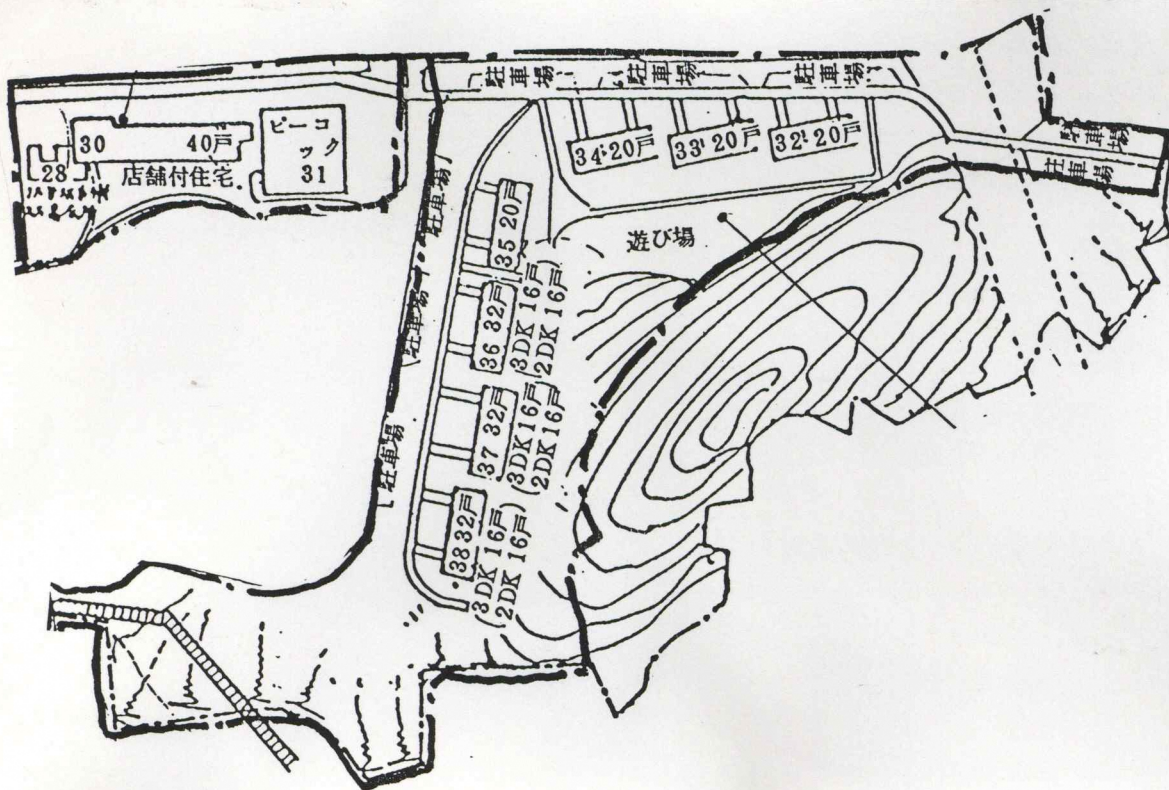 駐車場
駐車場
駐車場
駐車場
駐車場
30 40戸
店舗付住宅
28
ピーコ
ック
31
34 20戸
33 20戸
32 20戸
遊び場
駐車場
駐車場
駐車場
35 20戸
36 32戸
(3DK 16戸)
(2DK 16戸)
37 32戸
(3DK 16戸)
(2DK 16戸)
38 32戸
(3DK 16戸)
(2DK 16戸)